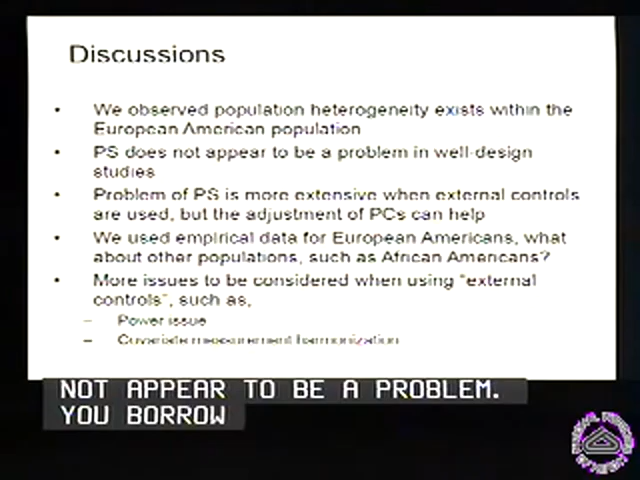 Discussions
• We observed population heterogeneity exists within the
European American population
• PS does not appear to be a problem in well-design
studies
• Problem of PS is more extensive when external controls
are used, but the adjustment of PCs can help
• We used empirical data for European Americans, what
about other populations, such as African Americans?
• More issues to be considered when using "external
controls", such as,
– Power issue
– Covariate measurement harmonization
NOT APPEAR TO BE A PROBLEM.
YOU BORROW